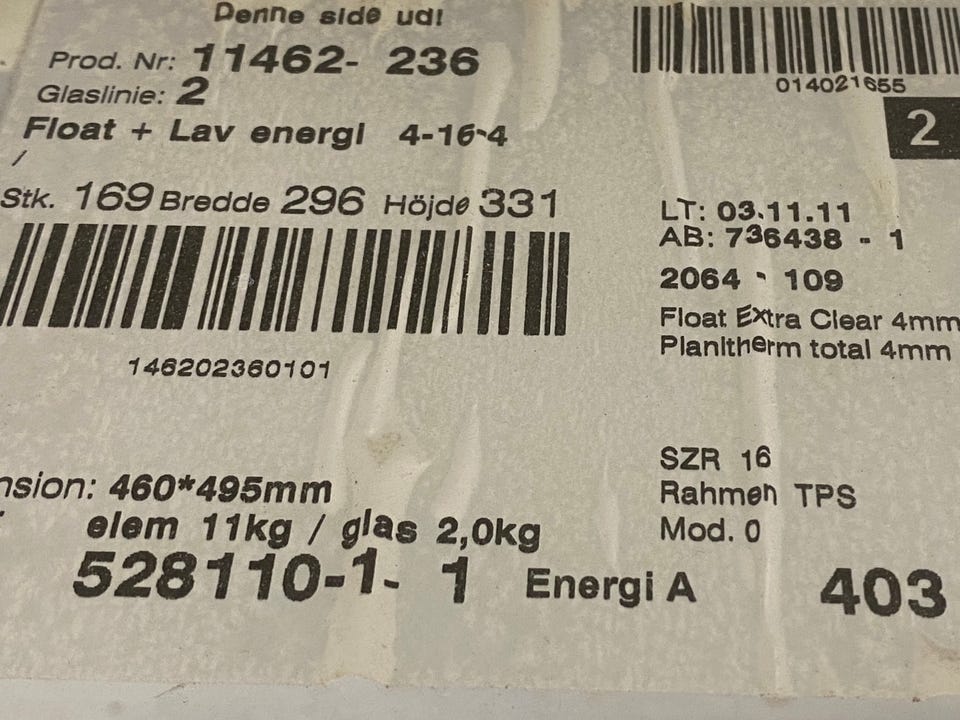 Denne side ud!
Prod. Nr: 11462- 236
014021655
Glaslinie: 2
2
Float + Lav energi 4-16-4
/
Stk. 169 Bredde 296 Höjde 331
LT: 03.11.11
AB: 736438 - 1
2064 - 109
Float Extra Clear 4mm
Planitherm total 4mm
146202360101
SZR 16
nsion: 460*495mm
Rahmen TPS
elem 11kg / glas 2,0kg
Mod. 0
528110-1- 1 Energi A 403